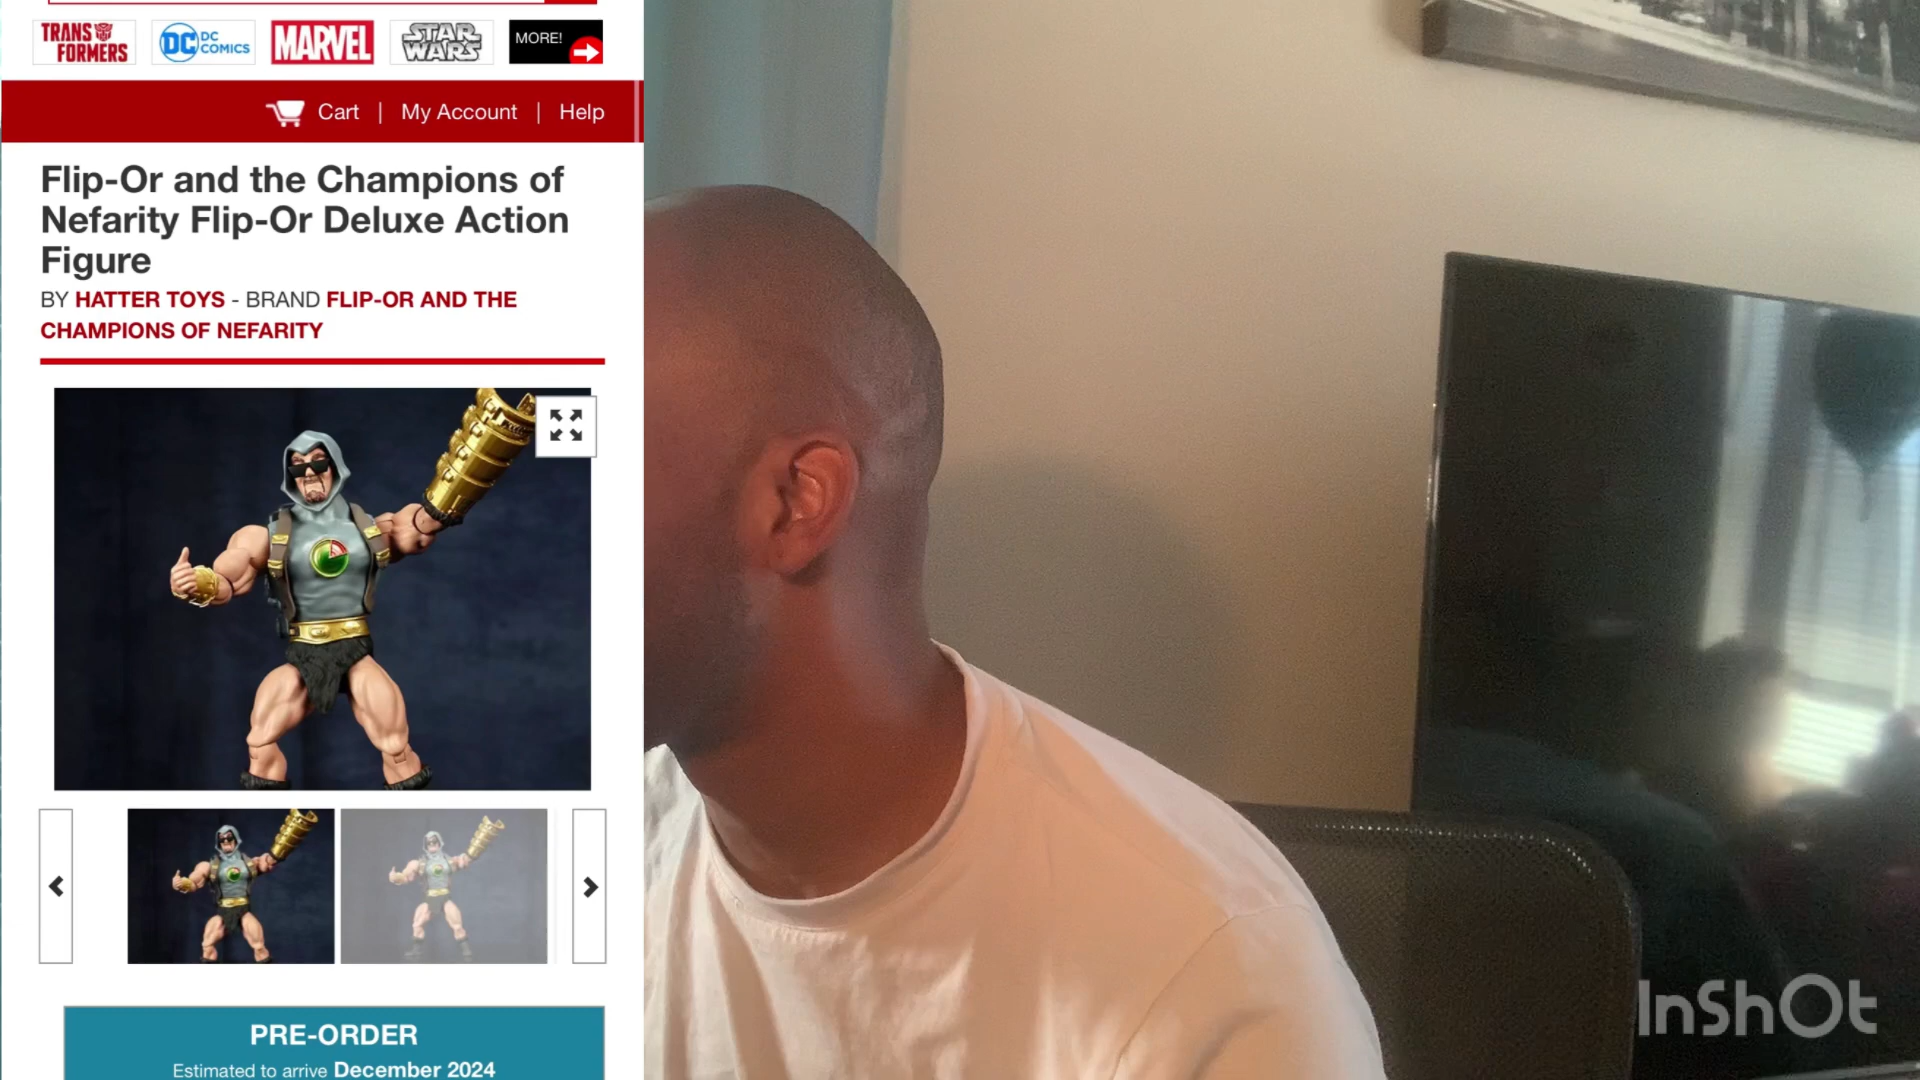 TRANSFORMERS
DC DC COMICS
MARVEL
STAR WARS
MORE!
Cart | My Account | Help
Flip-Or and the Champions of
Nefarity Flip-Or Deluxe Action
Figure
BY HATTER TOYS - BRAND FLIP-OR AND THE
CHAMPIONS OF NEFARITY
PRE-ORDER
Estimated to arrive December 2024
InShOt